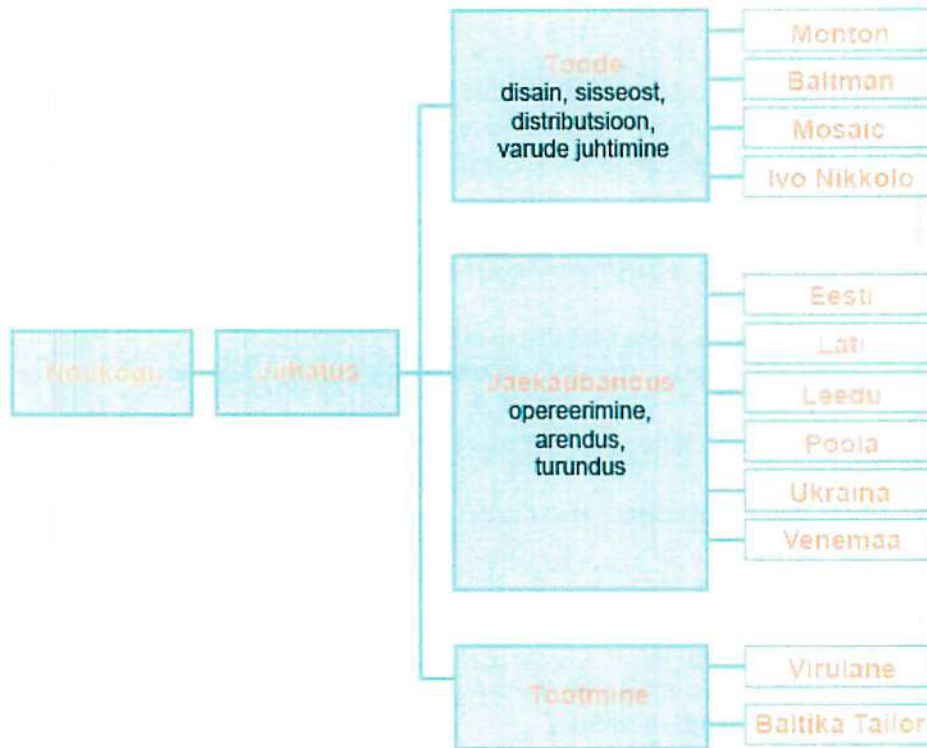 Nõukogu
Juhatus
Toode
disain, sisseost,
distributsioon,
varude juhtimine
Monton
Baltman
Mosaic
Ivo Nikkolo
Jaekaubandus
opereerimine,
arendus,
turundus
Eesti
Läti
Leedu
Poola
Ukraina
Venemaa
Tootmine
Virulane
Baltika Tailor